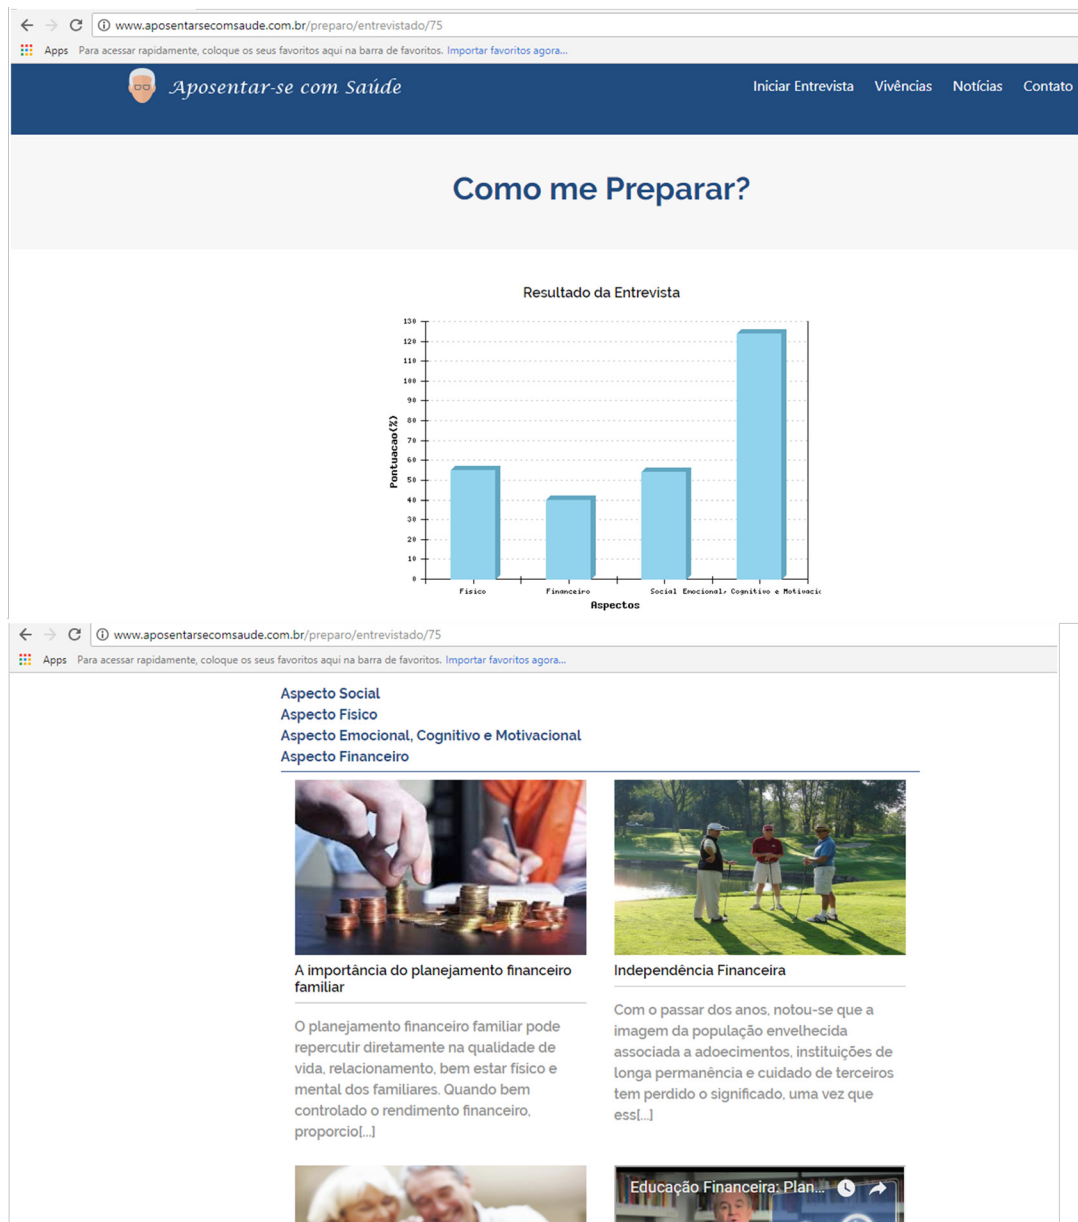 www.aposentarsecomsaude.com.br/preparo/entrevistado/75
Apps Para acessar rapidamente, coloque os seus favoritos aqui na barra de favoritos. Importar favoritos agora...
Aposentar-se com Saúde
Iniciar Entrevista Vivências Notícias Contato
Como me Preparar?
Resultado da Entrevista
130
120
110
100
90
80
70
60
50
40
30
20
10
0
Pontuacao(%)
Fisico Financeiro Social Emocional, Cognitivo e Motivacio
Aspectos
www.aposentarsecomsaude.com.br/preparo/entrevistado/75
Apps Para acessar rapidamente, coloque os seus favoritos aqui na barra de favoritos. Importar favoritos agora...
Aspecto Social
Aspecto Físico
Aspecto Emocional, Cognitivo e Motivacional
Aspecto Financeiro
A importância do planejamento financeiro
familiar
O planejamento financeiro familiar pode
repercutir diretamente na qualidade de
vida, relacionamento, bem estar físico e
mental dos familiares. Quando bem
controlado o rendimento financeiro,
proporcio[...]
Independência Financeira
Com o passar dos anos, notou-se que a
imagem da população envelhecida
associada a adoecimentos, instituições de
longa permanência e cuidado de terceiros
tem perdido o significado, uma vez que
ess[...]
Educação Financeira: Plan...